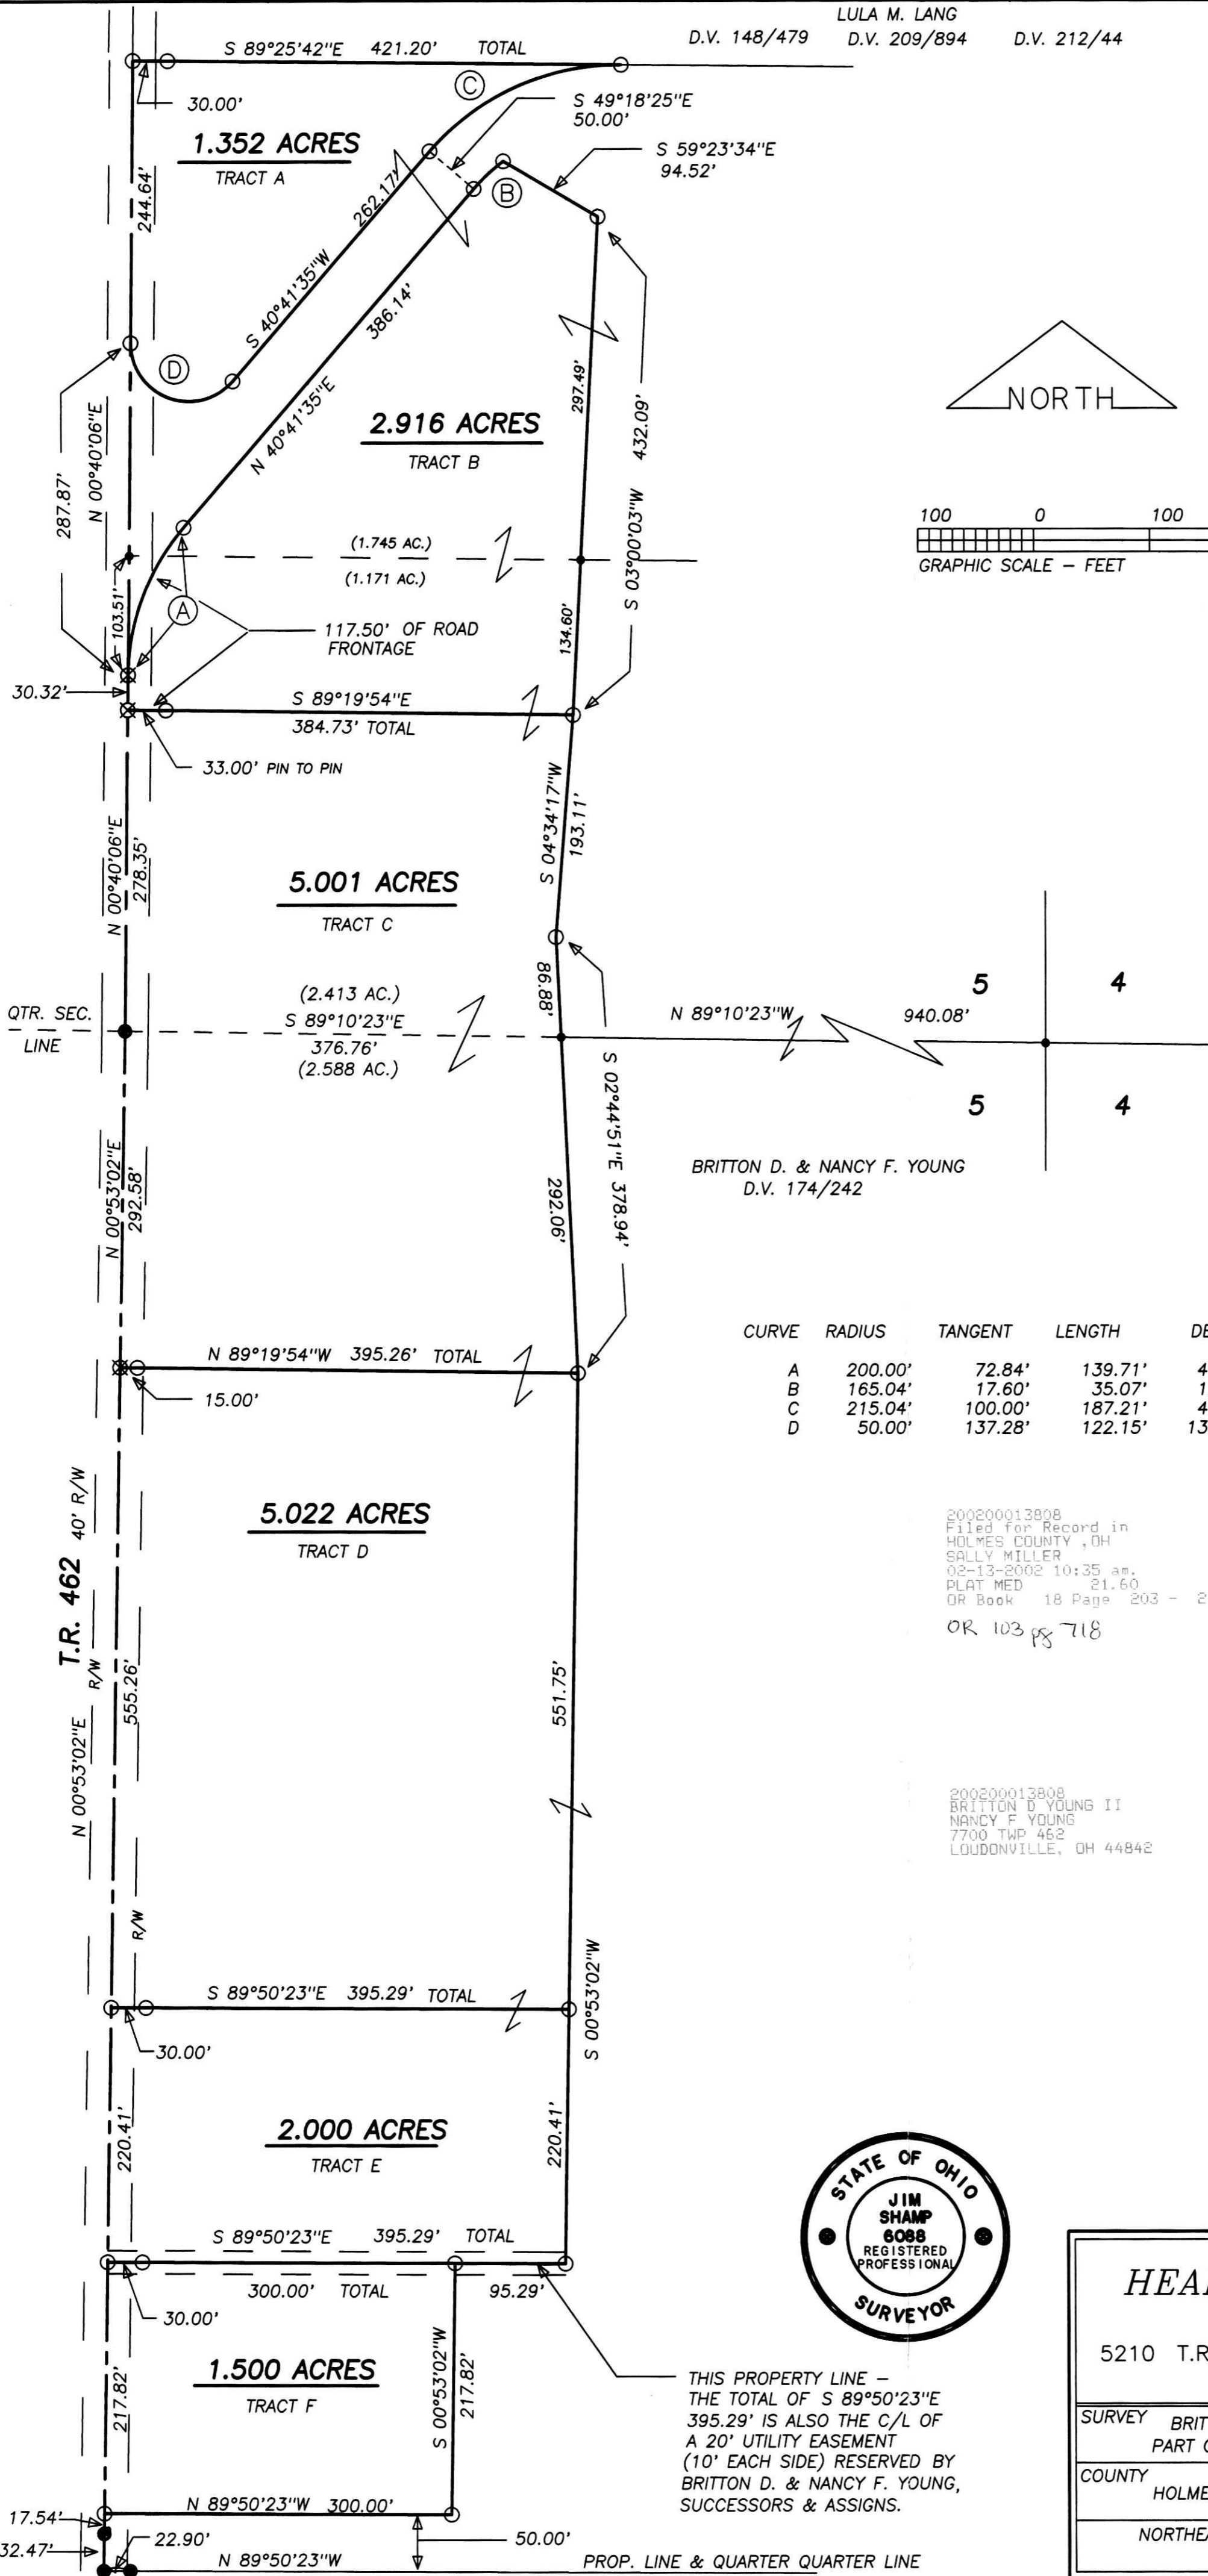 LULA M. LANG
D.V. 148/479 D.V. 209/894 D.V. 212/44
S 89°25'42"E 421.20' TOTAL
30.00'
Ⓒ
S 49°18'25"E
50.00'
S 59°23'34"E
94.52'
1.352 ACRES
TRACT A
244.64'
262.17'
S 40°41'35"W
Ⓑ
386.14'
N 40°41'35"E
Ⓓ
297.49'
432.09'
S 03°00'03"W
NORTH
2.916 ACRES
TRACT B
287.87'
N 00°40'06"E
100 0 100
GRAPHIC SCALE – FEET
(1.745 AC.)
(1.171 AC.)
103.51'
Ⓐ
117.50' OF ROAD
FRONTAGE
134.60'
30.32'
S 89°19'54"E
384.73' TOTAL
33.00' PIN TO PIN
N 00°40'06"E
278.35'
S 04°34'17"W
193.11'
5.001 ACRES
TRACT C
86.88'
QTR. SEC.
LINE
(2.413 AC.)
S 89°10'23"E
376.76'
(2.588 AC.)
N 89°10'23"W 940.08'
5 4
5 4
S 02°44'51"E 378.94'
N 00°53'02"E
292.58'
292.06'
BRITTON D. & NANCY F. YOUNG
D.V. 174/242
N 89°19'54"W 395.26' TOTAL
15.00'
CURVE RADIUS TANGENT LENGTH DE
A 200.00' 72.84' 139.71' 4
B 165.04' 17.60' 35.07' 1
C 215.04' 100.00' 187.21' 4
D 50.00' 137.28' 122.15' 13
T.R. 462 40' R/W
R/W
N 00°53'02"E
555.26'
R/W
5.022 ACRES
TRACT D
551.75'
200200013808
Filed for Record in
HOLMES COUNTY ,OH
SALLY MILLER
02-13-2002 10:35 am.
PLAT MED 21.60
OR Book 18 Page 203 - 2
OR 103 pg 718
200200013808
BRITTON D YOUNG II
NANCY F YOUNG
7700 TWP 462
LOUDONVILLE, OH 44842
S 89°50'23"E 395.29' TOTAL
30.00'
S 00°53'02"W
220.41'
2.000 ACRES
TRACT E
220.41'
S 89°50'23"E 395.29' TOTAL
300.00' TOTAL 95.29'
30.00'
STATE OF OHIO
JIM
SHAMP
6088
REGISTERED
PROFESSIONAL
SURVEYOR
1.500 ACRES
TRACT F
217.82'
S 00°53'02"W
217.82'
THIS PROPERTY LINE –
THE TOTAL OF S 89°50'23"E
395.29' IS ALSO THE C/L OF
A 20' UTILITY EASEMENT
(10' EACH SIDE) RESERVED BY
BRITTON D. & NANCY F. YOUNG,
SUCCESSORS & ASSIGNS.
N 89°50'23"W 300.00'
17.54'
32.47'
22.90'
50.00'
N 89°50'23"W PROP. LINE & QUARTER QUARTER LINE
HEA
5210 T.R
SURVEY BRIT
PART
COUNTY
HOLME
NORTHEA